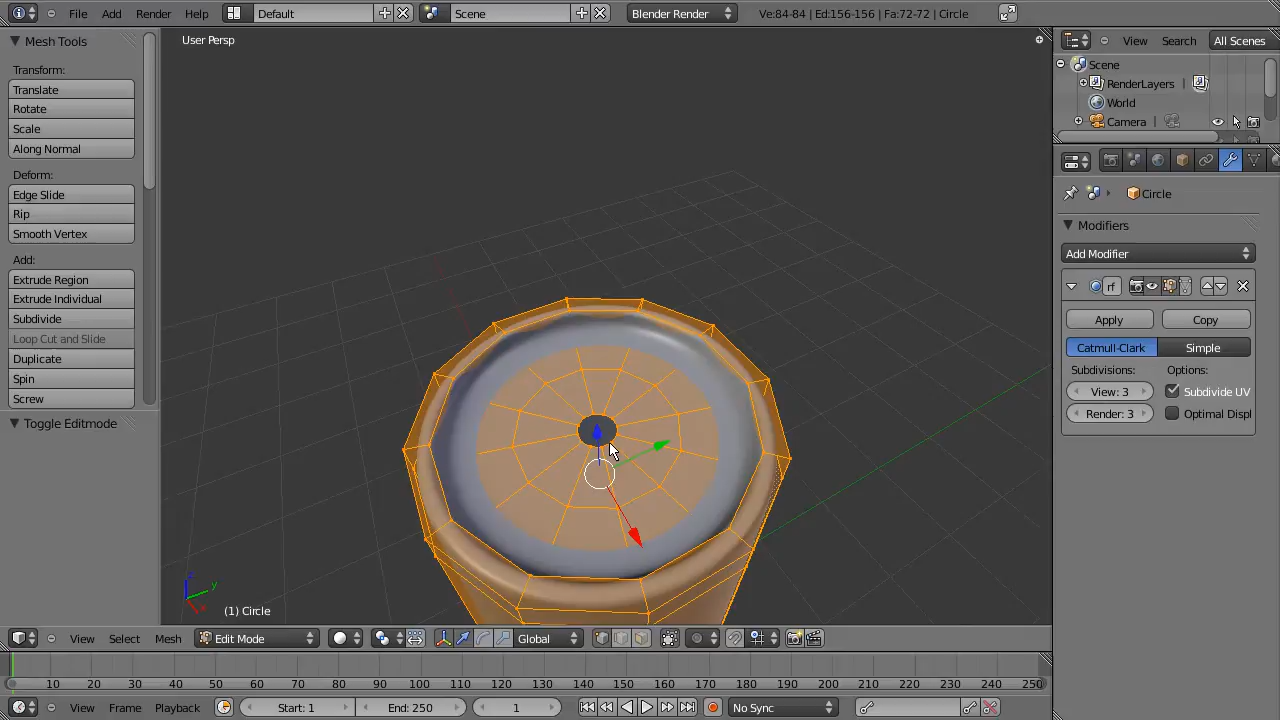 File Add Render Help Default Scene Blender Render Ve:84-84 | Ed:156-156 | Fa:72-72 | Circle
Mesh Tools
Transform:
Translate
Rotate
Scale
Along Normal
Deform:
Edge Slide
Rip
Smooth Vertex
Add:
Extrude Region
Extrude Individual
Subdivide
Loop Cut and Slide
Duplicate
Spin
Screw
Toggle Editmode
User Persp
(1) Circle
View Select Mesh Edit Mode Global
View Search All Scenes
Scene
RenderLayers
World
Camera
Circle
Modifiers
Add Modifier
rf
Apply Copy
Catmull-Clark Simple
Subdivisions: Options:
View: 3 Subdivide UV
Render: 3 Optimal Displ
10 20 30 40 50 60 70 80 90 100 110 120 130 140 150 160 170 180 190 200 210 220 230 240 250
View Frame Playback Start: 1 End: 250 1 No Sync